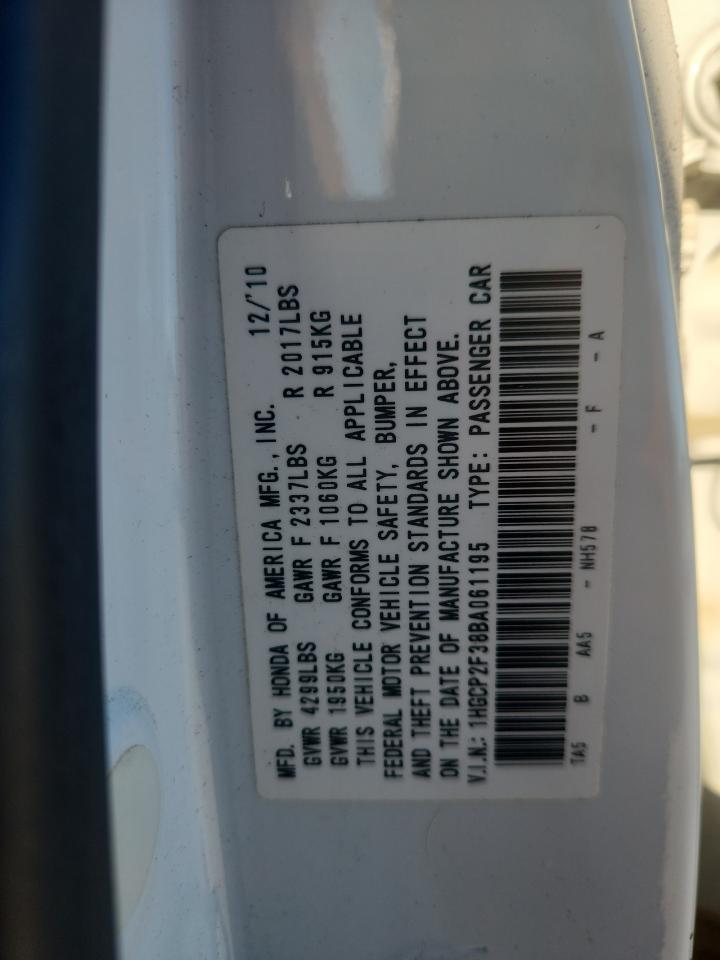 MFD. BY HONDA OF AMERICA MFG., INC. 12/'10
GVWR 4299LBS GAWR F 2337LBS R 2017LBS
GVWR 1950KG GAWR F 1060KG R 915KG
THIS VEHICLE CONFORMS TO ALL APPLICABLE
FEDERAL MOTOR VEHICLE SAFETY, BUMPER,
AND THEFT PREVENTION STANDARDS IN EFFECT
ON THE DATE OF MANUFACTURE SHOWN ABOVE.
V.I.N.: 1HGCP2F38BA061195 TYPE: PASSENGER CAR
TA5 B AA5 - NH578 - F - A